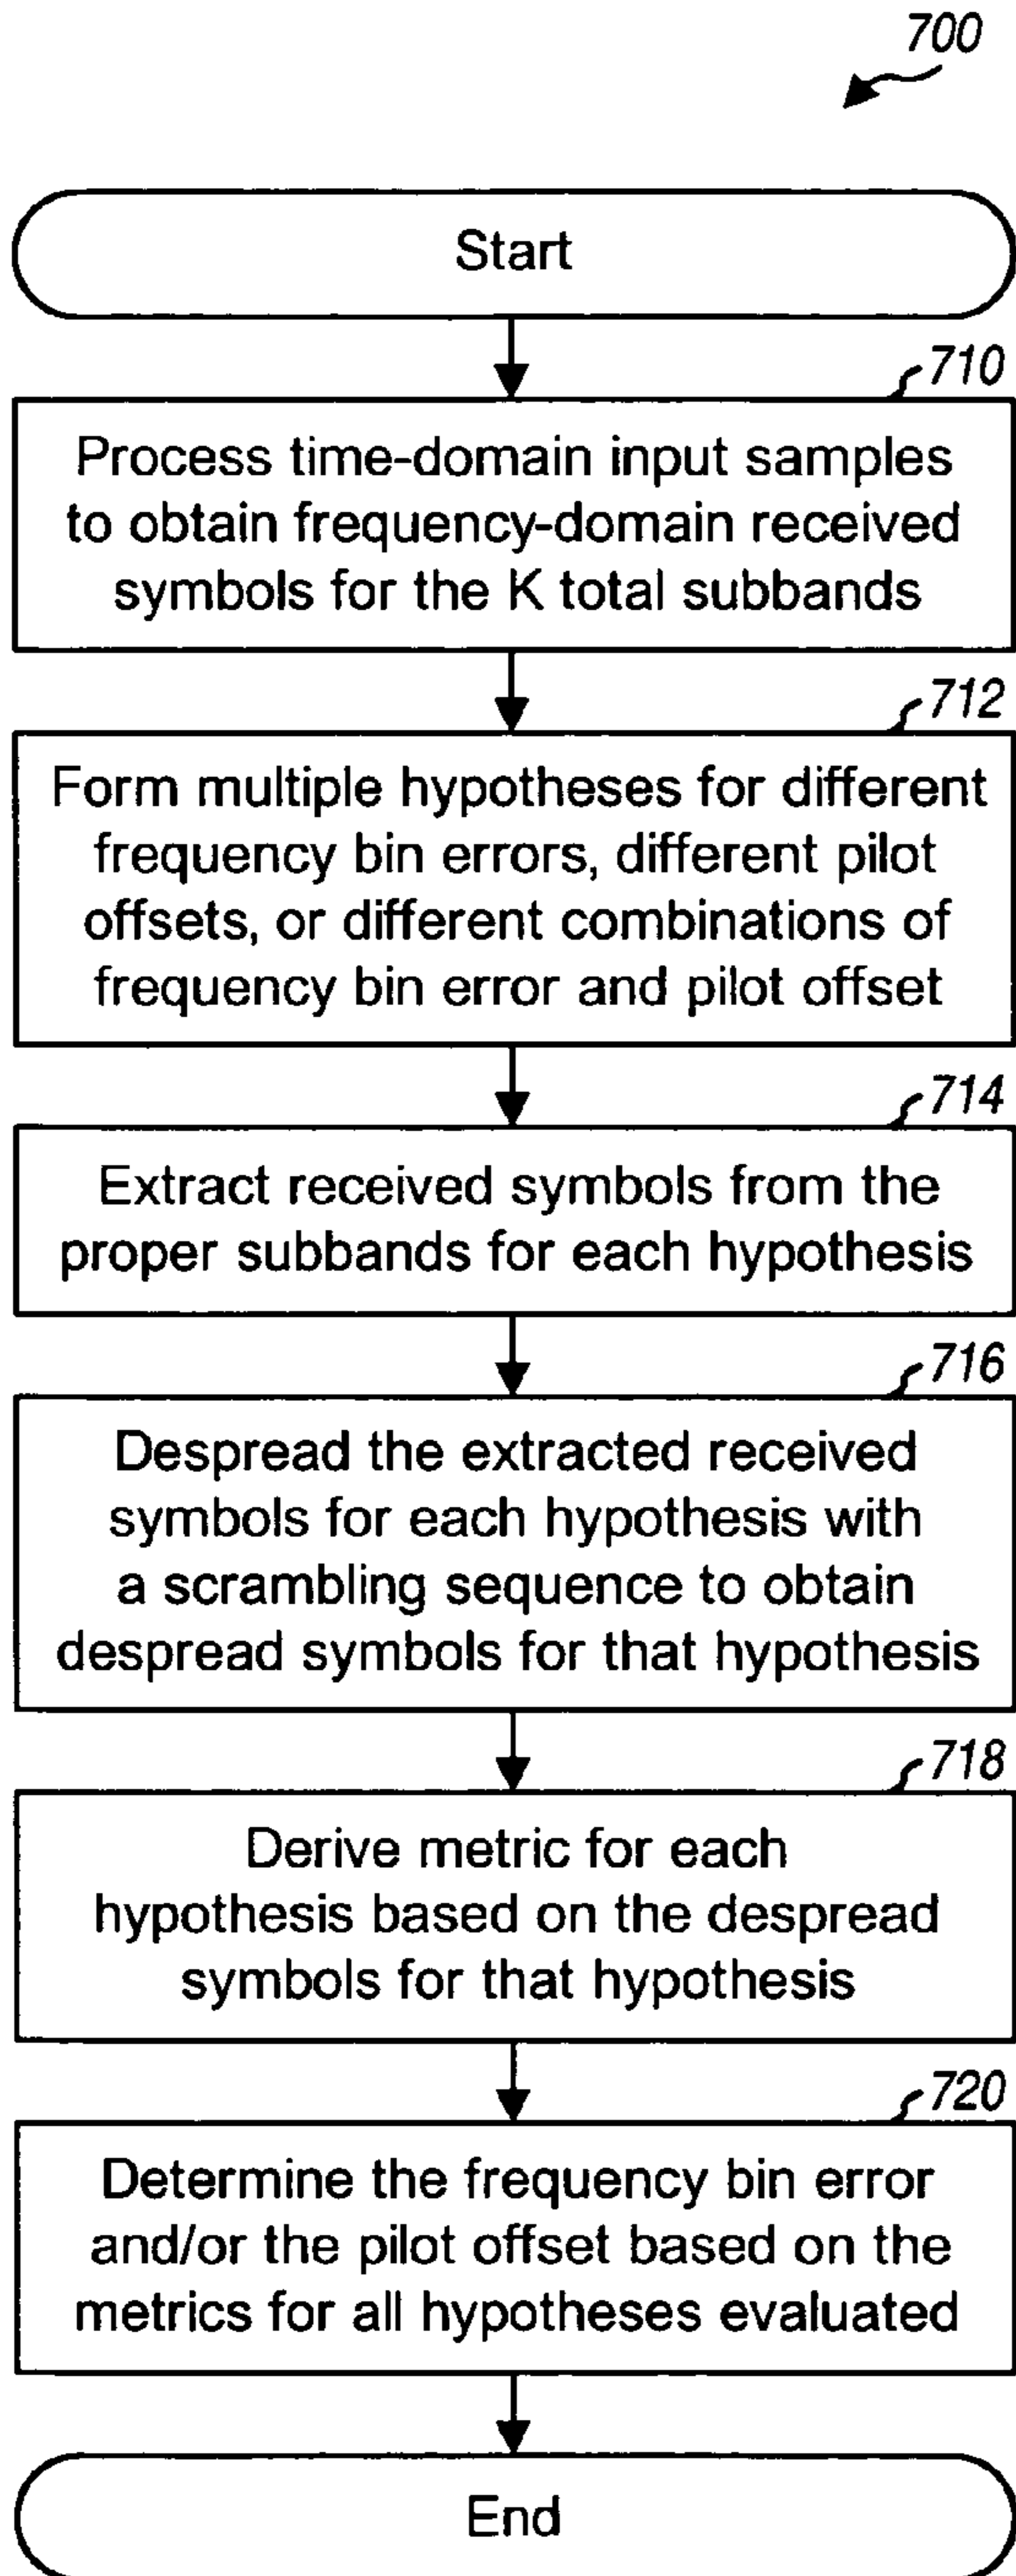 700
Start
710
Process time-domain input samples
to obtain frequency-domain received
symbols for the K total subbands
712
Form multiple hypotheses for different
frequency bin errors, different pilot
offsets, or different combinations of
frequency bin error and pilot offset
714
Extract received symbols from the
proper subbands for each hypothesis
716
Despread the extracted received
symbols for each hypothesis with
a scrambling sequence to obtain
despread symbols for that hypothesis
718
Derive metric for each
hypothesis based on the despread
symbols for that hypothesis
720
Determine the frequency bin error
and/or the pilot offset based on the
metrics for all hypotheses evaluated
End